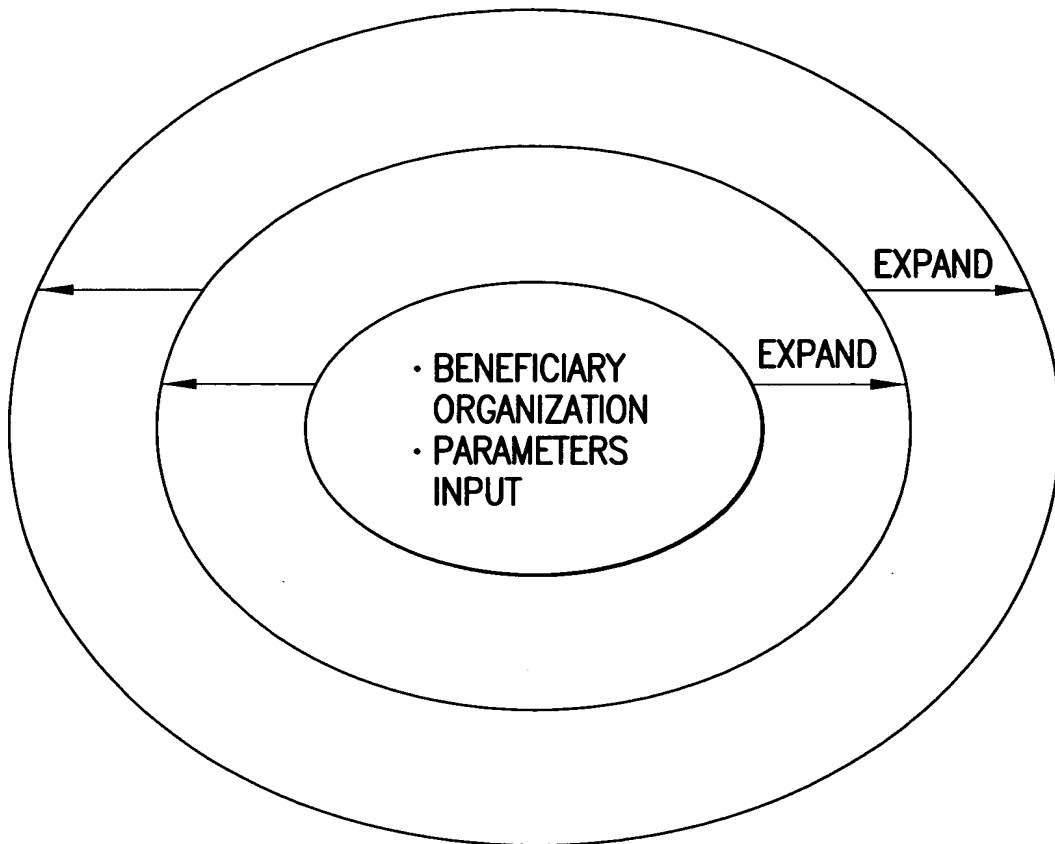 EXPAND
EXPAND
· BENEFICIARY
ORGANIZATION
· PARAMETERS
INPUT